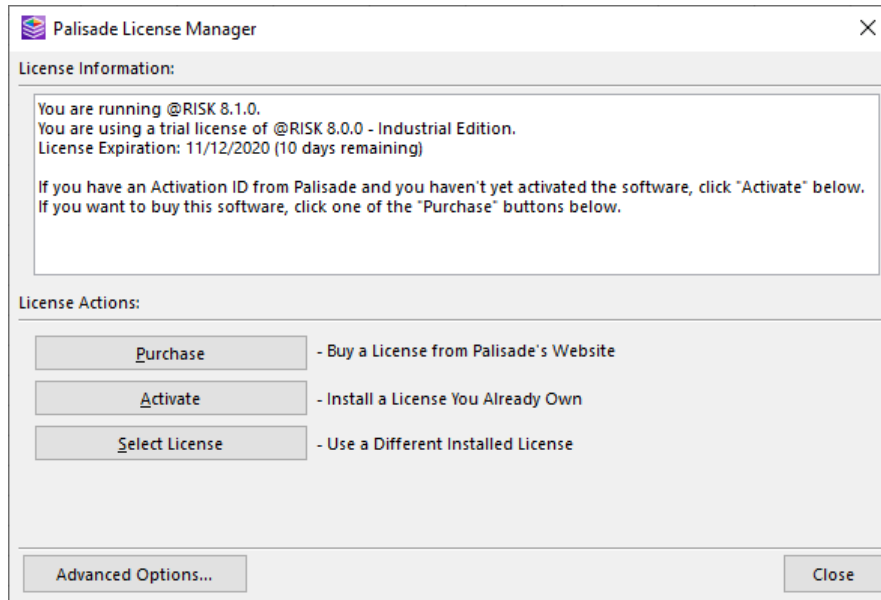 Palisade License Manager
License Information:
You are running @RISK 8.1.0.
You are using a trial license of @RISK 8.0.0 - Industrial Edition.
License Expiration: 11/12/2020 (10 days remaining)
If you have an Activation ID from Palisade and you haven't yet activated the software, click "Activate" below.
If you want to buy this software, click one of the "Purchase" buttons below.
License Actions:
Purchase - Buy a License from Palisade's Website
Activate - Install a License You Already Own
Select License - Use a Different Installed License
Advanced Options... Close